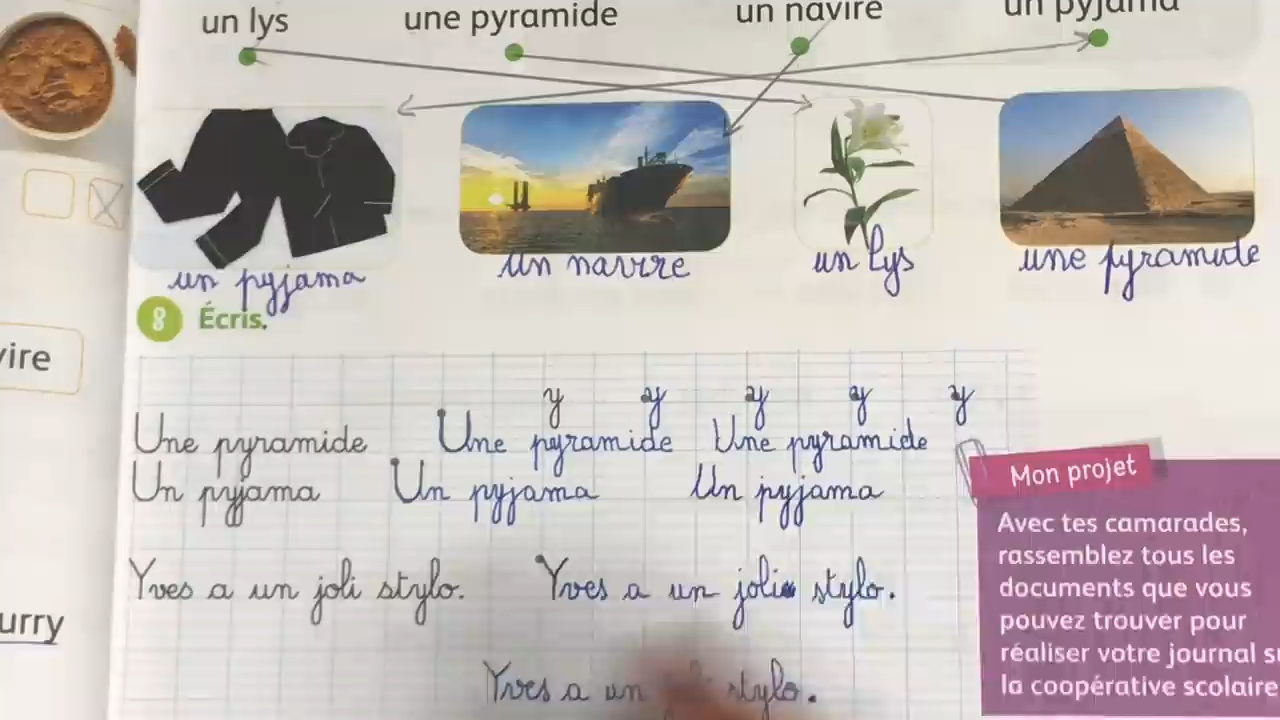 un lys une pyramide un navire un pyjama
un pyjama un navire un lys une pyramide
8 Écris.
vire
y y y y y
Une pyramide Une pyramide Une pyramide
Un pyjama Un pyjama Un pyjama
Yves a un joli stylo. Yves a un joli stylo.
urry
Yves a un stylo.
Mon projet
Avec tes camarades,
rassemblez tous les
documents que vous
pouvez trouver pour
réaliser votre journal su
la coopérative scolaire